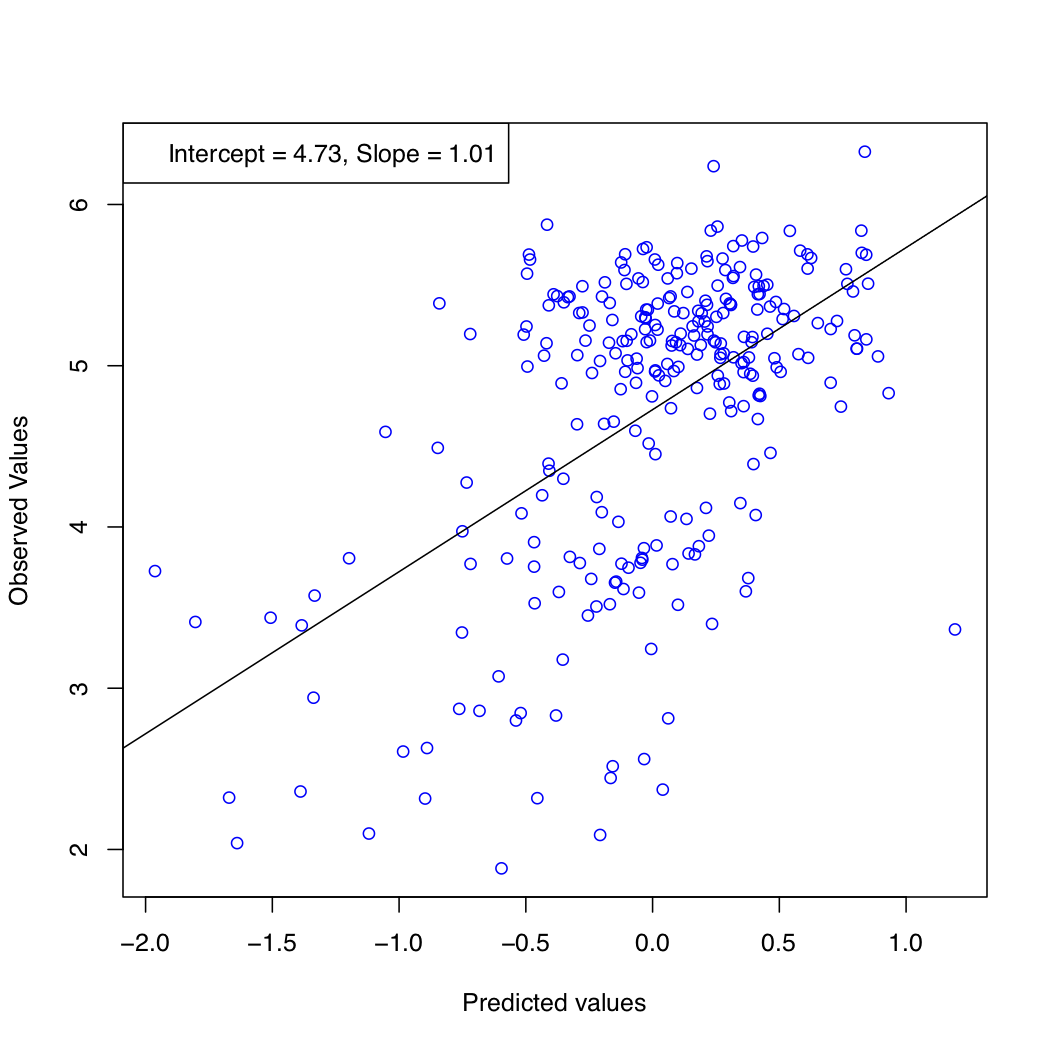 Intercept = 4.73, Slope = 1.01
Observed Values
6
5
4
3
2
−2.0 −1.5 −1.0 −0.5 0.0 0.5 1.0
Predicted values